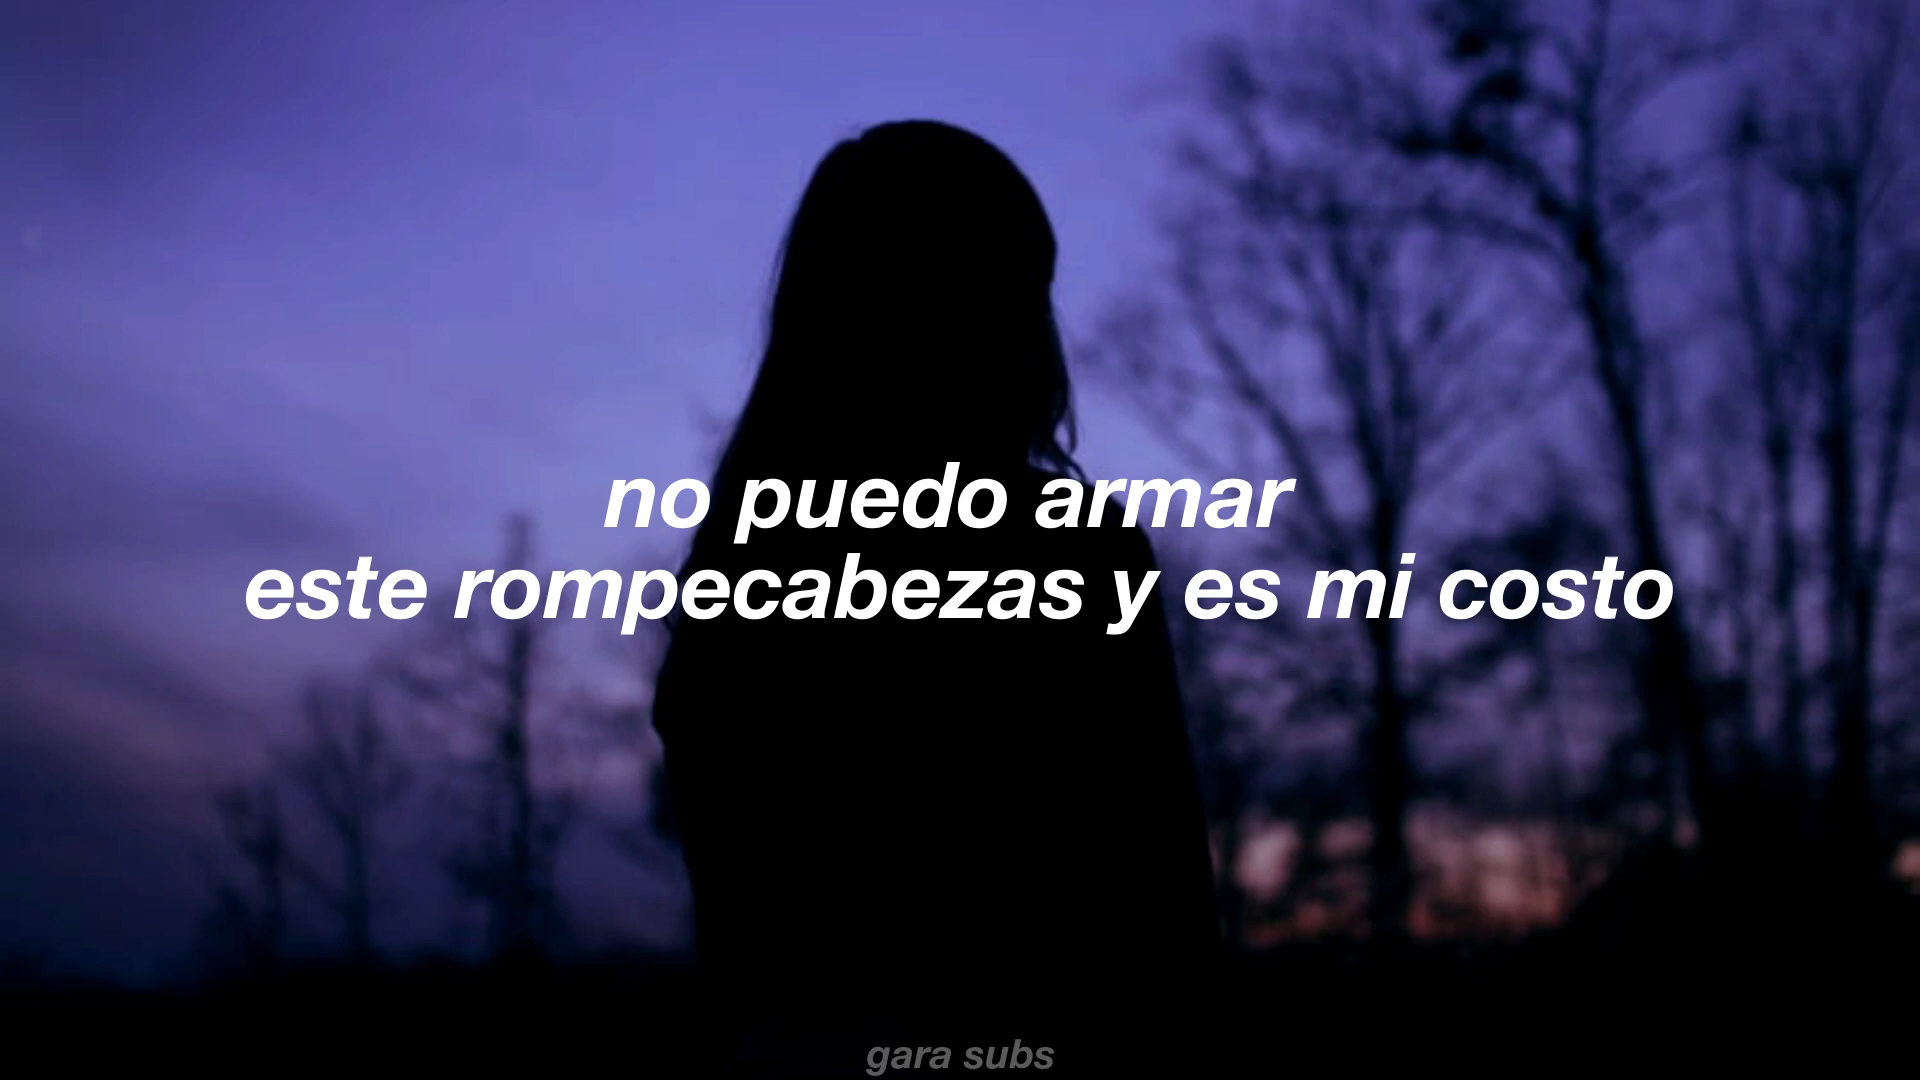 no puedo armar
este rompecabezas y es mi costo
gara subs